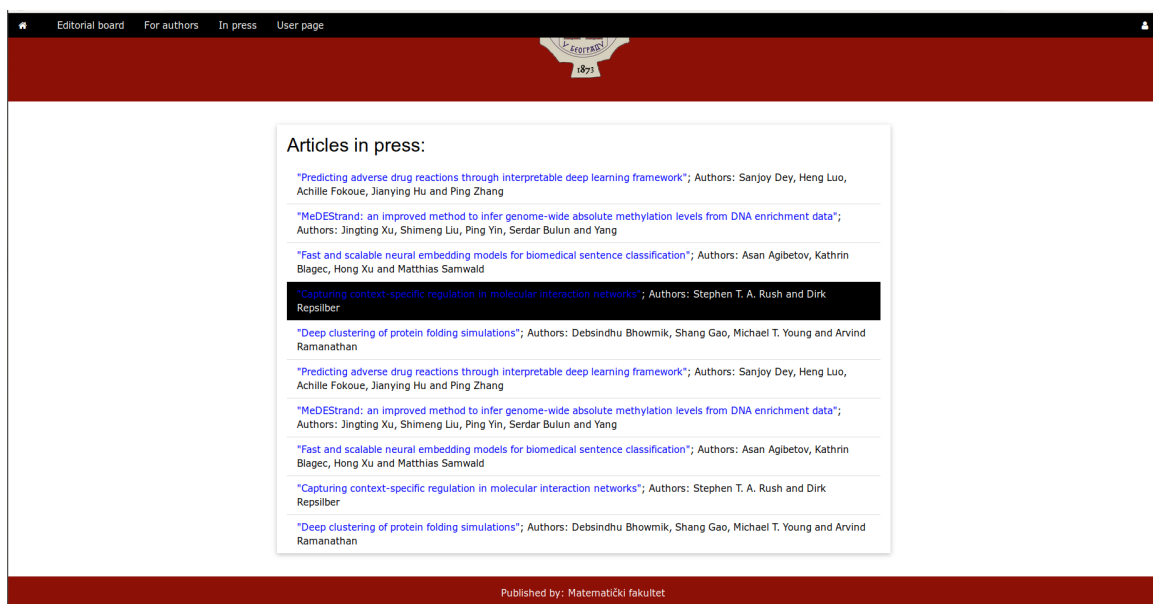 Editorial board For authors In press User page
У БЕОГРАДУ
1873
Articles in press:
"Predicting adverse drug reactions through interpretable deep learning framework"; Authors: Sanjoy Dey, Heng Luo,
Achille Fokoue, Jianying Hu and Ping Zhang
"MeDEStrand: an improved method to infer genome-wide absolute methylation levels from DNA enrichment data";
Authors: Jingting Xu, Shimeng Liu, Ping Yin, Serdar Bulun and Yang
"Fast and scalable neural embedding models for biomedical sentence classification"; Authors: Asan Agibetov, Kathrin
Blagec, Hong Xu and Matthias Samwald
"Capturing context-specific regulation in molecular interaction networks"; Authors: Stephen T. A. Rush and Dirk
Repsilber
"Deep clustering of protein folding simulations"; Authors: Debsindhu Bhowmik, Shang Gao, Michael T. Young and Arvind
Ramanathan
"Predicting adverse drug reactions through interpretable deep learning framework"; Authors: Sanjoy Dey, Heng Luo,
Achille Fokoue, Jianying Hu and Ping Zhang
"MeDEStrand: an improved method to infer genome-wide absolute methylation levels from DNA enrichment data";
Authors: Jingting Xu, Shimeng Liu, Ping Yin, Serdar Bulun and Yang
"Fast and scalable neural embedding models for biomedical sentence classification"; Authors: Asan Agibetov, Kathrin
Blagec, Hong Xu and Matthias Samwald
"Capturing context-specific regulation in molecular interaction networks"; Authors: Stephen T. A. Rush and Dirk
Repsilber
"Deep clustering of protein folding simulations"; Authors: Debsindhu Bhowmik, Shang Gao, Michael T. Young and Arvind
Ramanathan
Published by: Matematički fakultet